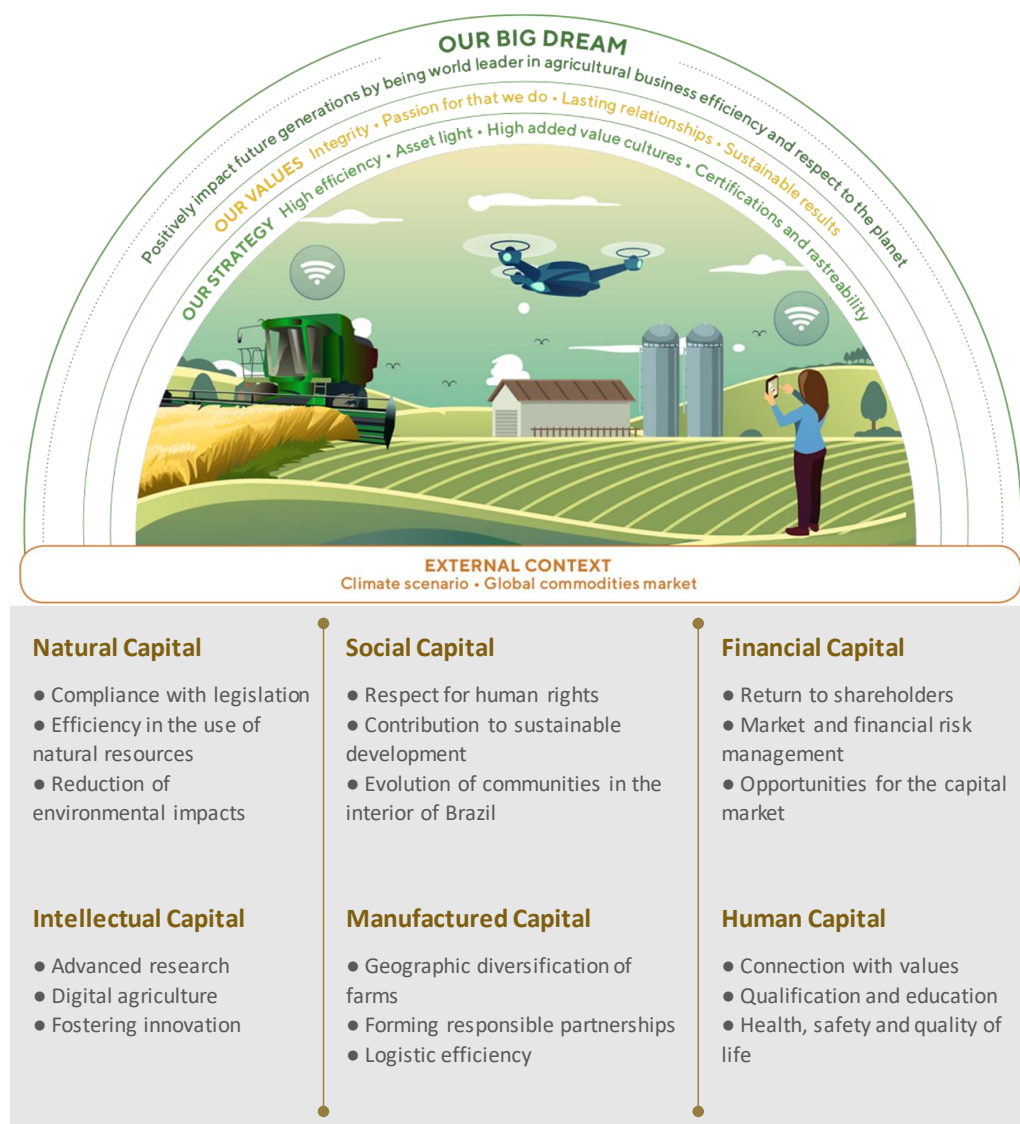 OUR BIG DREAM
Positively impact future generations by being world leader in agricultural business efficiency and respect to the planet
OUR VALUES Integrity • Passion for that we do • Lasting relationships • Sustainable results
OUR STRATEGY High efficiency • Asset light • High added value cultures • Certifications and rastreability
EXTERNAL CONTEXT
Climate scenario • Global commodities market
Natural Capital
● Compliance with legislation
● Efficiency in the use of
natural resources
● Reduction of
environmental impacts
Social Capital
● Respect for human rights
● Contribution to sustainable
development
● Evolution of communities in the
interior of Brazil
Financial Capital
● Return to shareholders
● Market and financial risk
management
● Opportunities for the capital
market
Intellectual Capital
● Advanced research
● Digital agriculture
● Fostering innovation
Manufactured Capital
● Geographic diversification of
farms
● Forming responsible partnerships
● Logistic efficiency
Human Capital
● Connection with values
● Qualification and education
● Health, safety and quality of
life